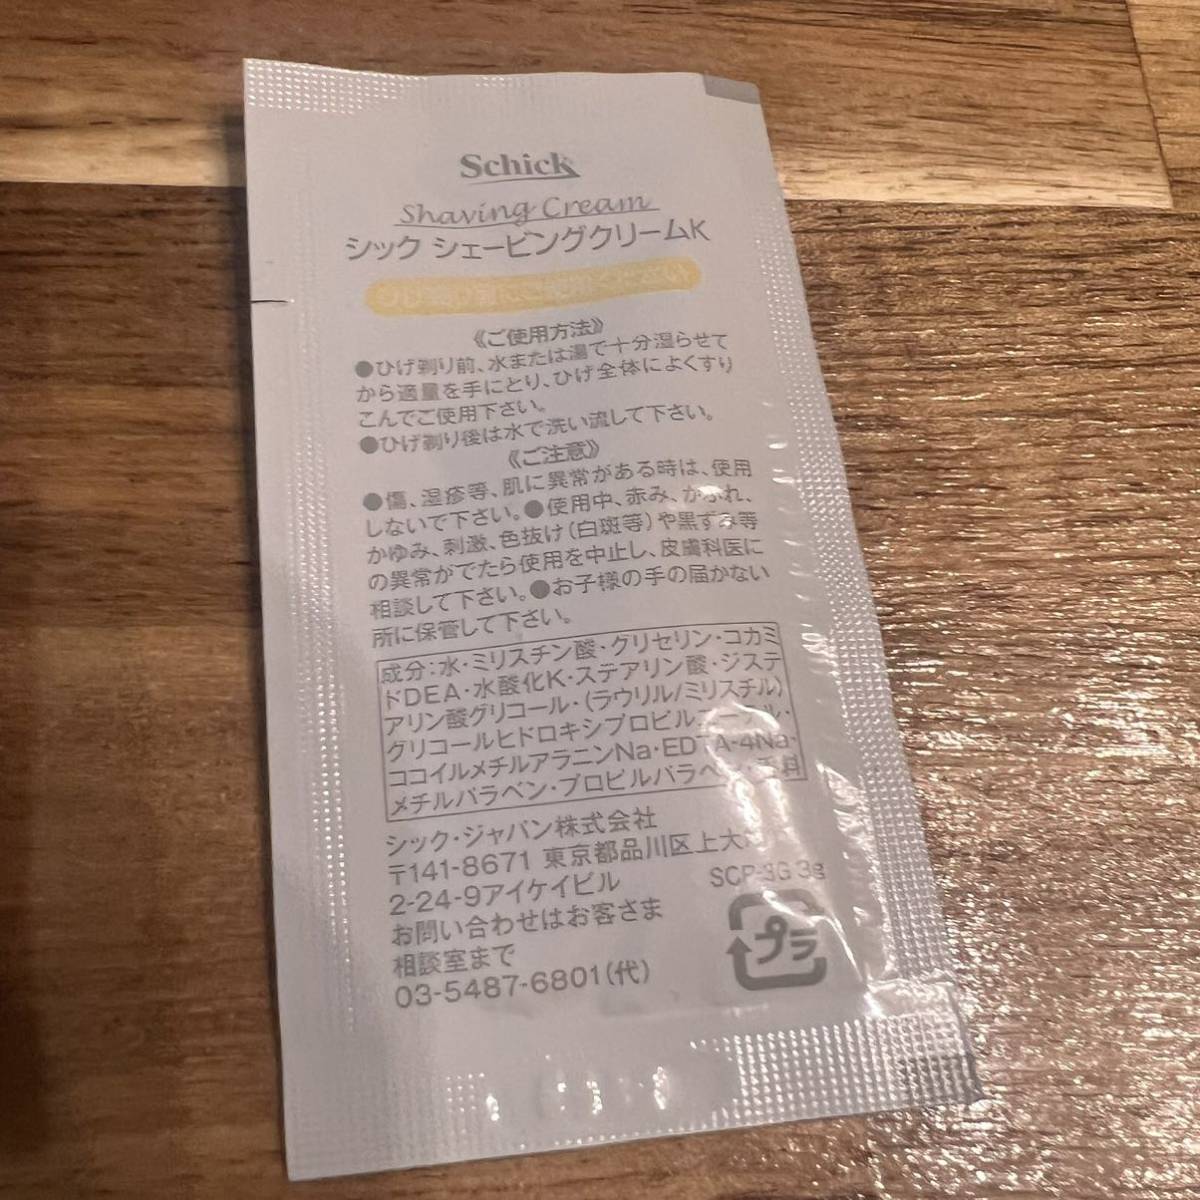 Schick
Shaving Cream
シック シェービングクリームK
ひげ剃り前にご使用ください
《ご使用方法》
●ひげ剃り前、水または湯で十分湿らせて
から適量を手にとり、ひげ全体によくすり
こんでご使用下さい。
●ひげ剃り後は水で洗い流して下さい。
《ご注意》
●傷、湿疹等、肌に異常がある時は、使用
しないで下さい。●使用中、赤み、かぶれ、
かゆみ、刺激、色抜け(白斑等)や黒ずみ等
の異常がでたら使用を中止し、皮膚科医に
相談して下さい。●お子様の手の届かない
所に保管して下さい。
成分:水・ミリスチン酸・グリセリン・コカミ
ドDEA・水酸化K・ステアリン酸・ジステ
アリン酸グリコール・(ラウリル/ミリスチル)
グリコールヒドロキシプロピル
ココイルメチルアラニンNa・EDTA-4Na・
メチルパラベン・プロピルパラベン
シック・ジャパン株式会社
〒141-8671 東京都品川区上大
2-24-9アイケイビル
SCP-3G 3g
お問い合わせはお客さま
相談室まで
03-5487-6801(代)
プラ